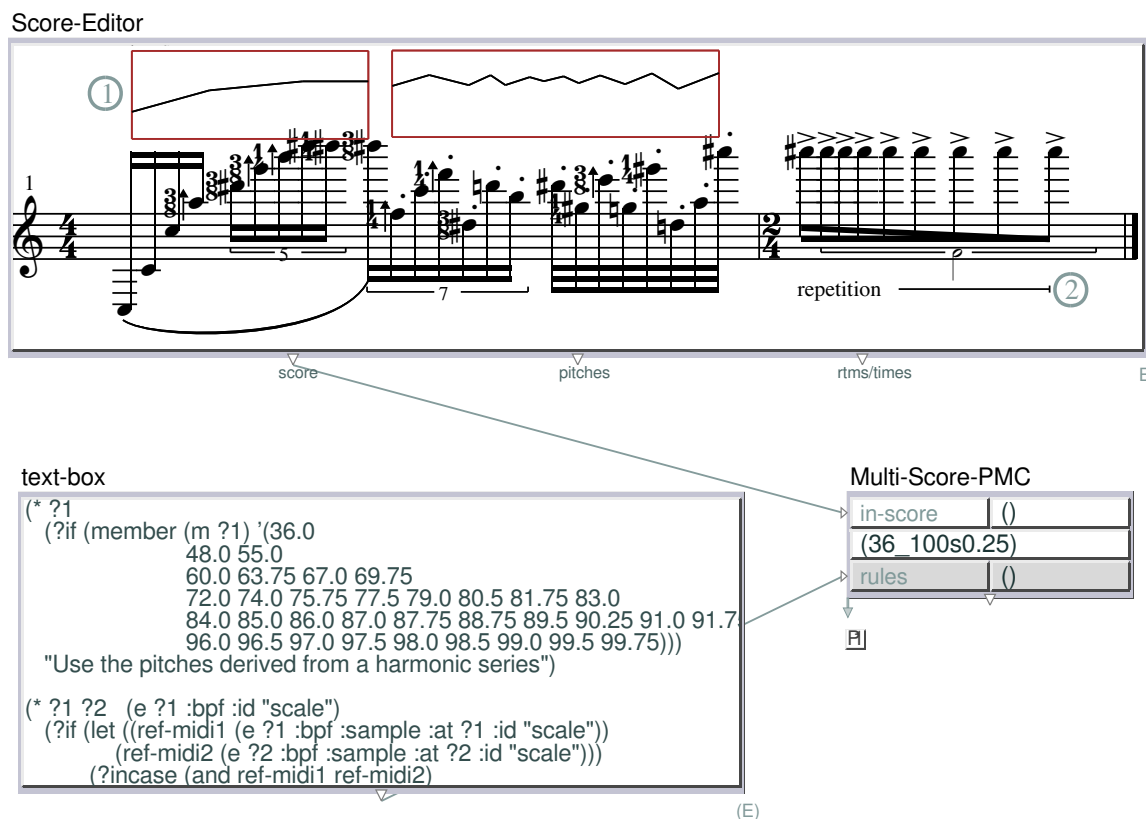 Score-Editor
1
1
4
4
5
7
2
4
repetition
2
score
pitches
rtms/times
E
text-box
(* ?1
(?if (member (m ?1) '(36.0
48.0 55.0
60.0 63.75 67.0 69.75
72.0 74.0 75.75 77.5 79.0 80.5 81.75 83.0
84.0 85.0 86.0 87.0 87.75 88.75 89.5 90.25 91.0 91.75
96.0 96.5 97.0 97.5 98.0 98.5 99.0 99.5 99.75)))
"Use the pitches derived from a harmonic series")
(* ?1 ?2 (e ?1 :bpf :id "scale")
(?if (let ((ref-midi1 (e ?1 :bpf :sample :at ?1 :id "scale"))
(ref-midi2 (e ?2 :bpf :sample :at ?2 :id "scale")))
(?incase (and ref-midi1 ref-midi2)
(E)
Multi-Score-PMC
in-score ()
(36_100s0.25)
rules ()